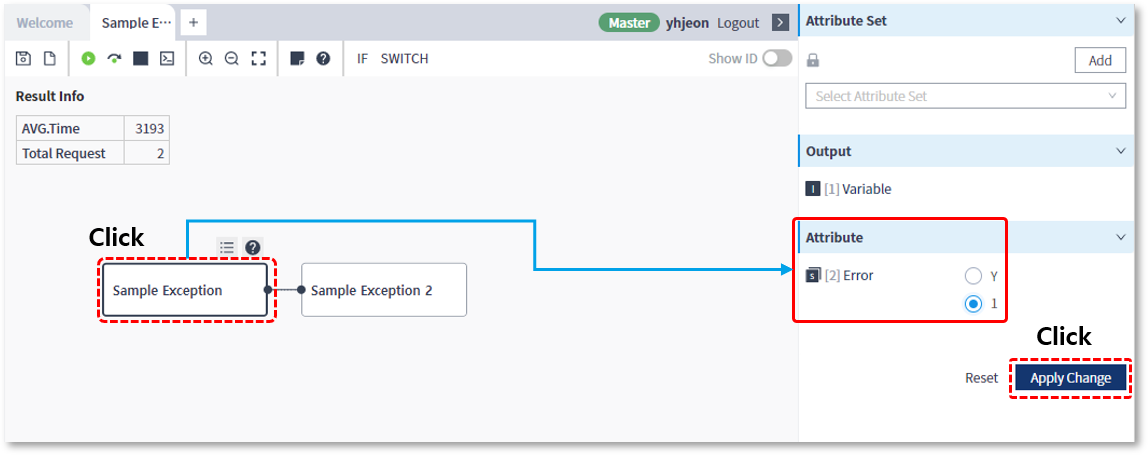 Welcome
Sample E···
+
Master yhjeon Logout
IF SWITCH
Show ID
Result Info
AVG.Time 3193
Total Request 2
Click
Sample Exception
Sample Exception 2
Attribute Set
Add
Select Attribute Set
Output
I [1] Variable
Attribute
S [2] Error
Y
1
Click
Reset
Apply Change